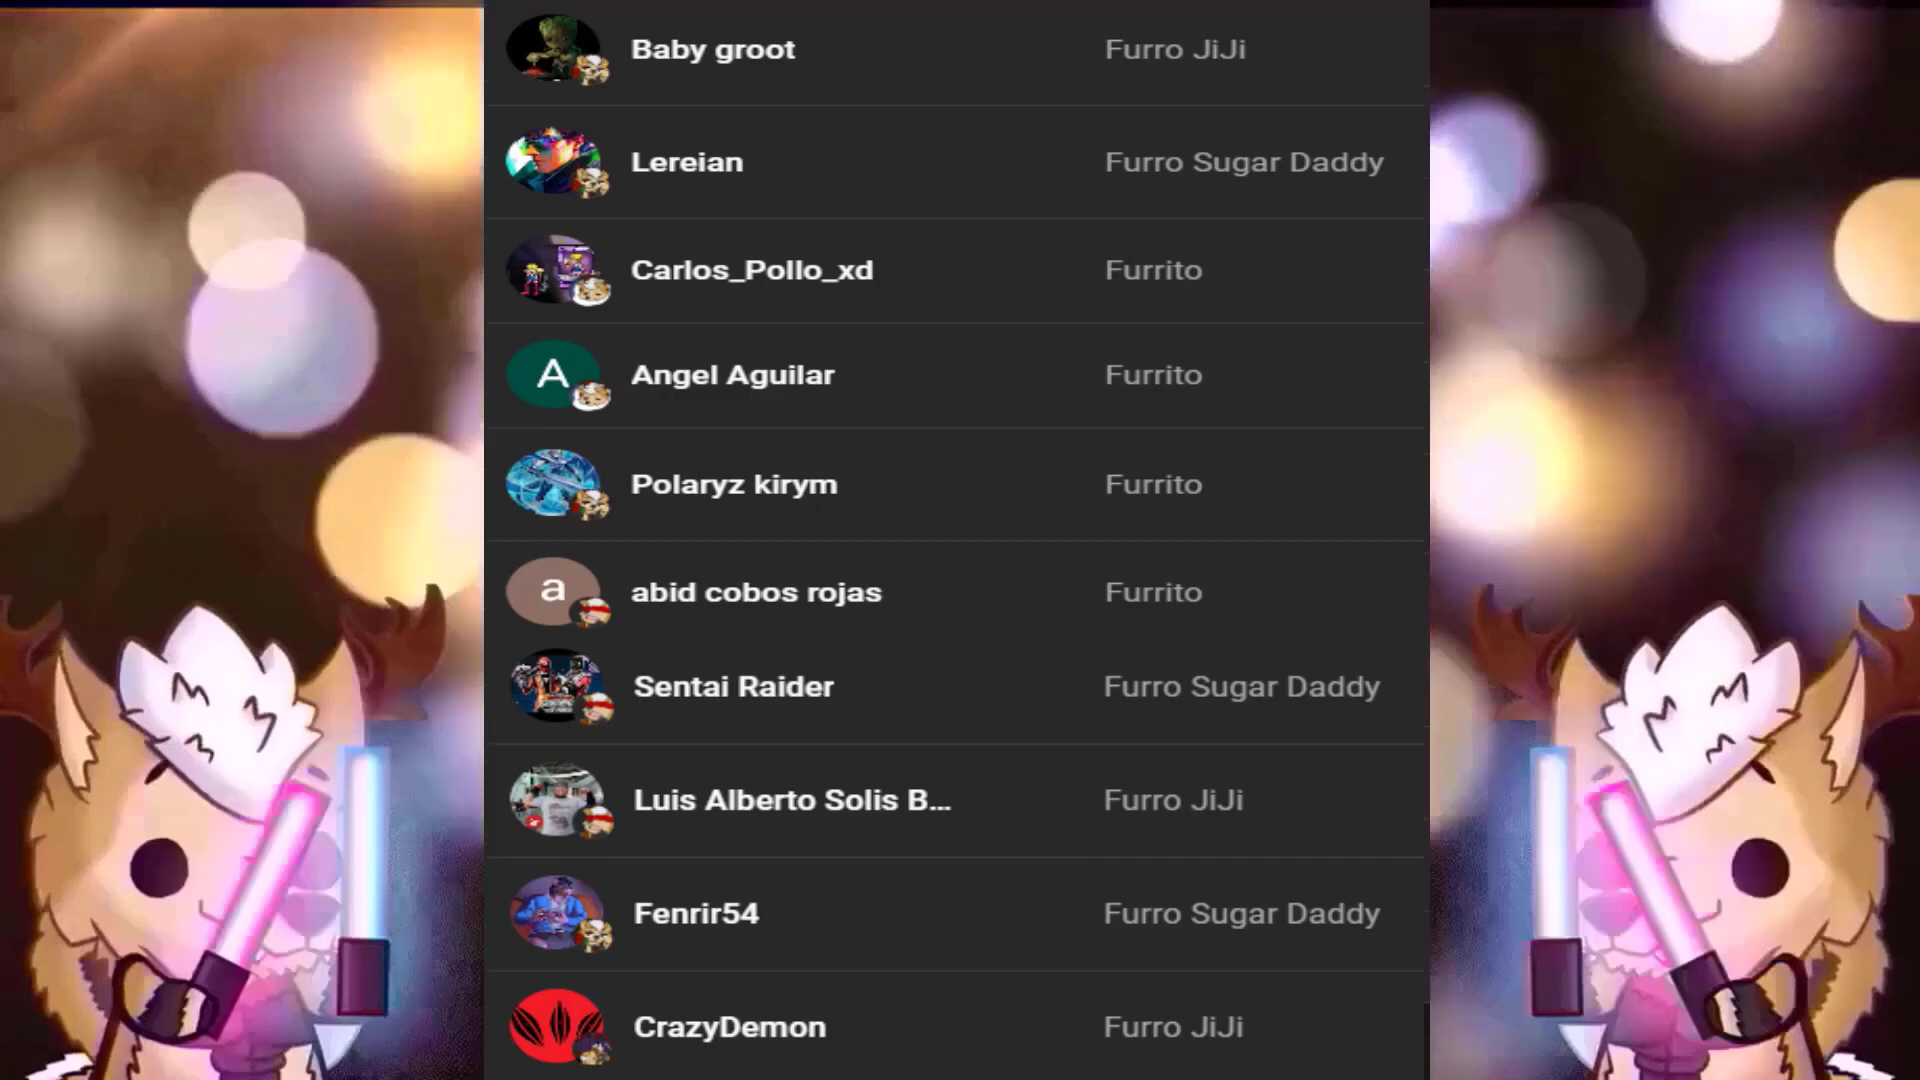 Baby groot Furro JiJi
Lereian Furro Sugar Daddy
Carlos_Pollo_xd Furrito
A Angel Aguilar Furrito
Polaryz kirym Furrito
a abid cobos rojas Furrito
Sentai Raider Furro Sugar Daddy
Luis Alberto Solis B... Furro JiJi
Fenrir54 Furro Sugar Daddy
CrazyDemon Furro JiJi